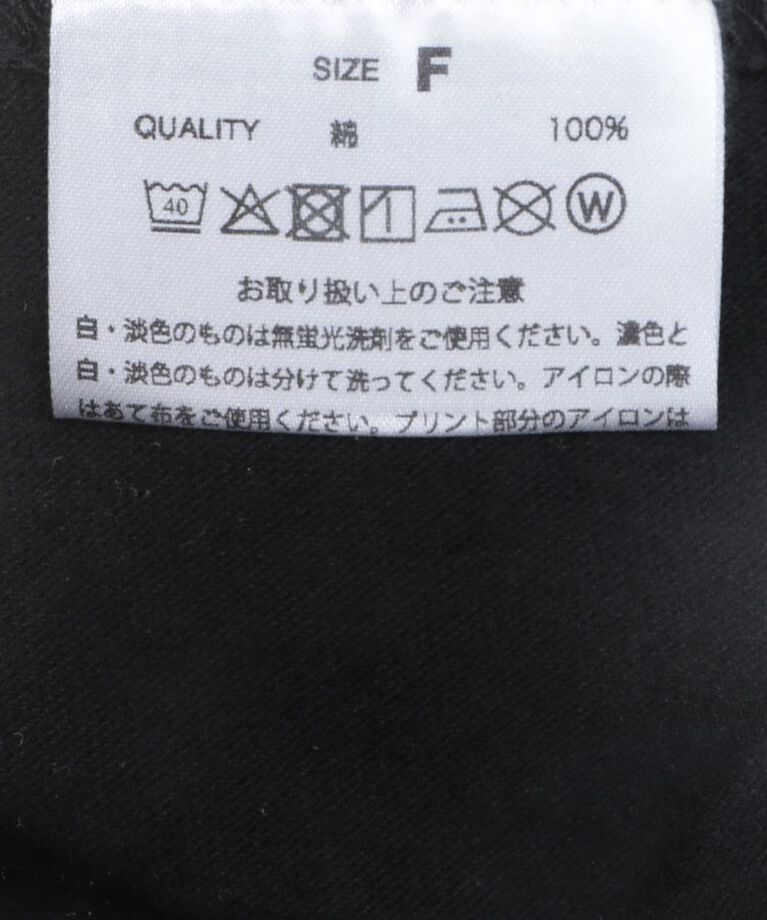 SIZE F
QUALITY 綿 100%
40 W
お取り扱い上のご注意
白・淡色のものは無蛍光洗剤をご使用ください。濃色と
白・淡色のものは分けて洗ってください。アイロンの際
はあて布をご使用ください。プリント部分のアイロンは